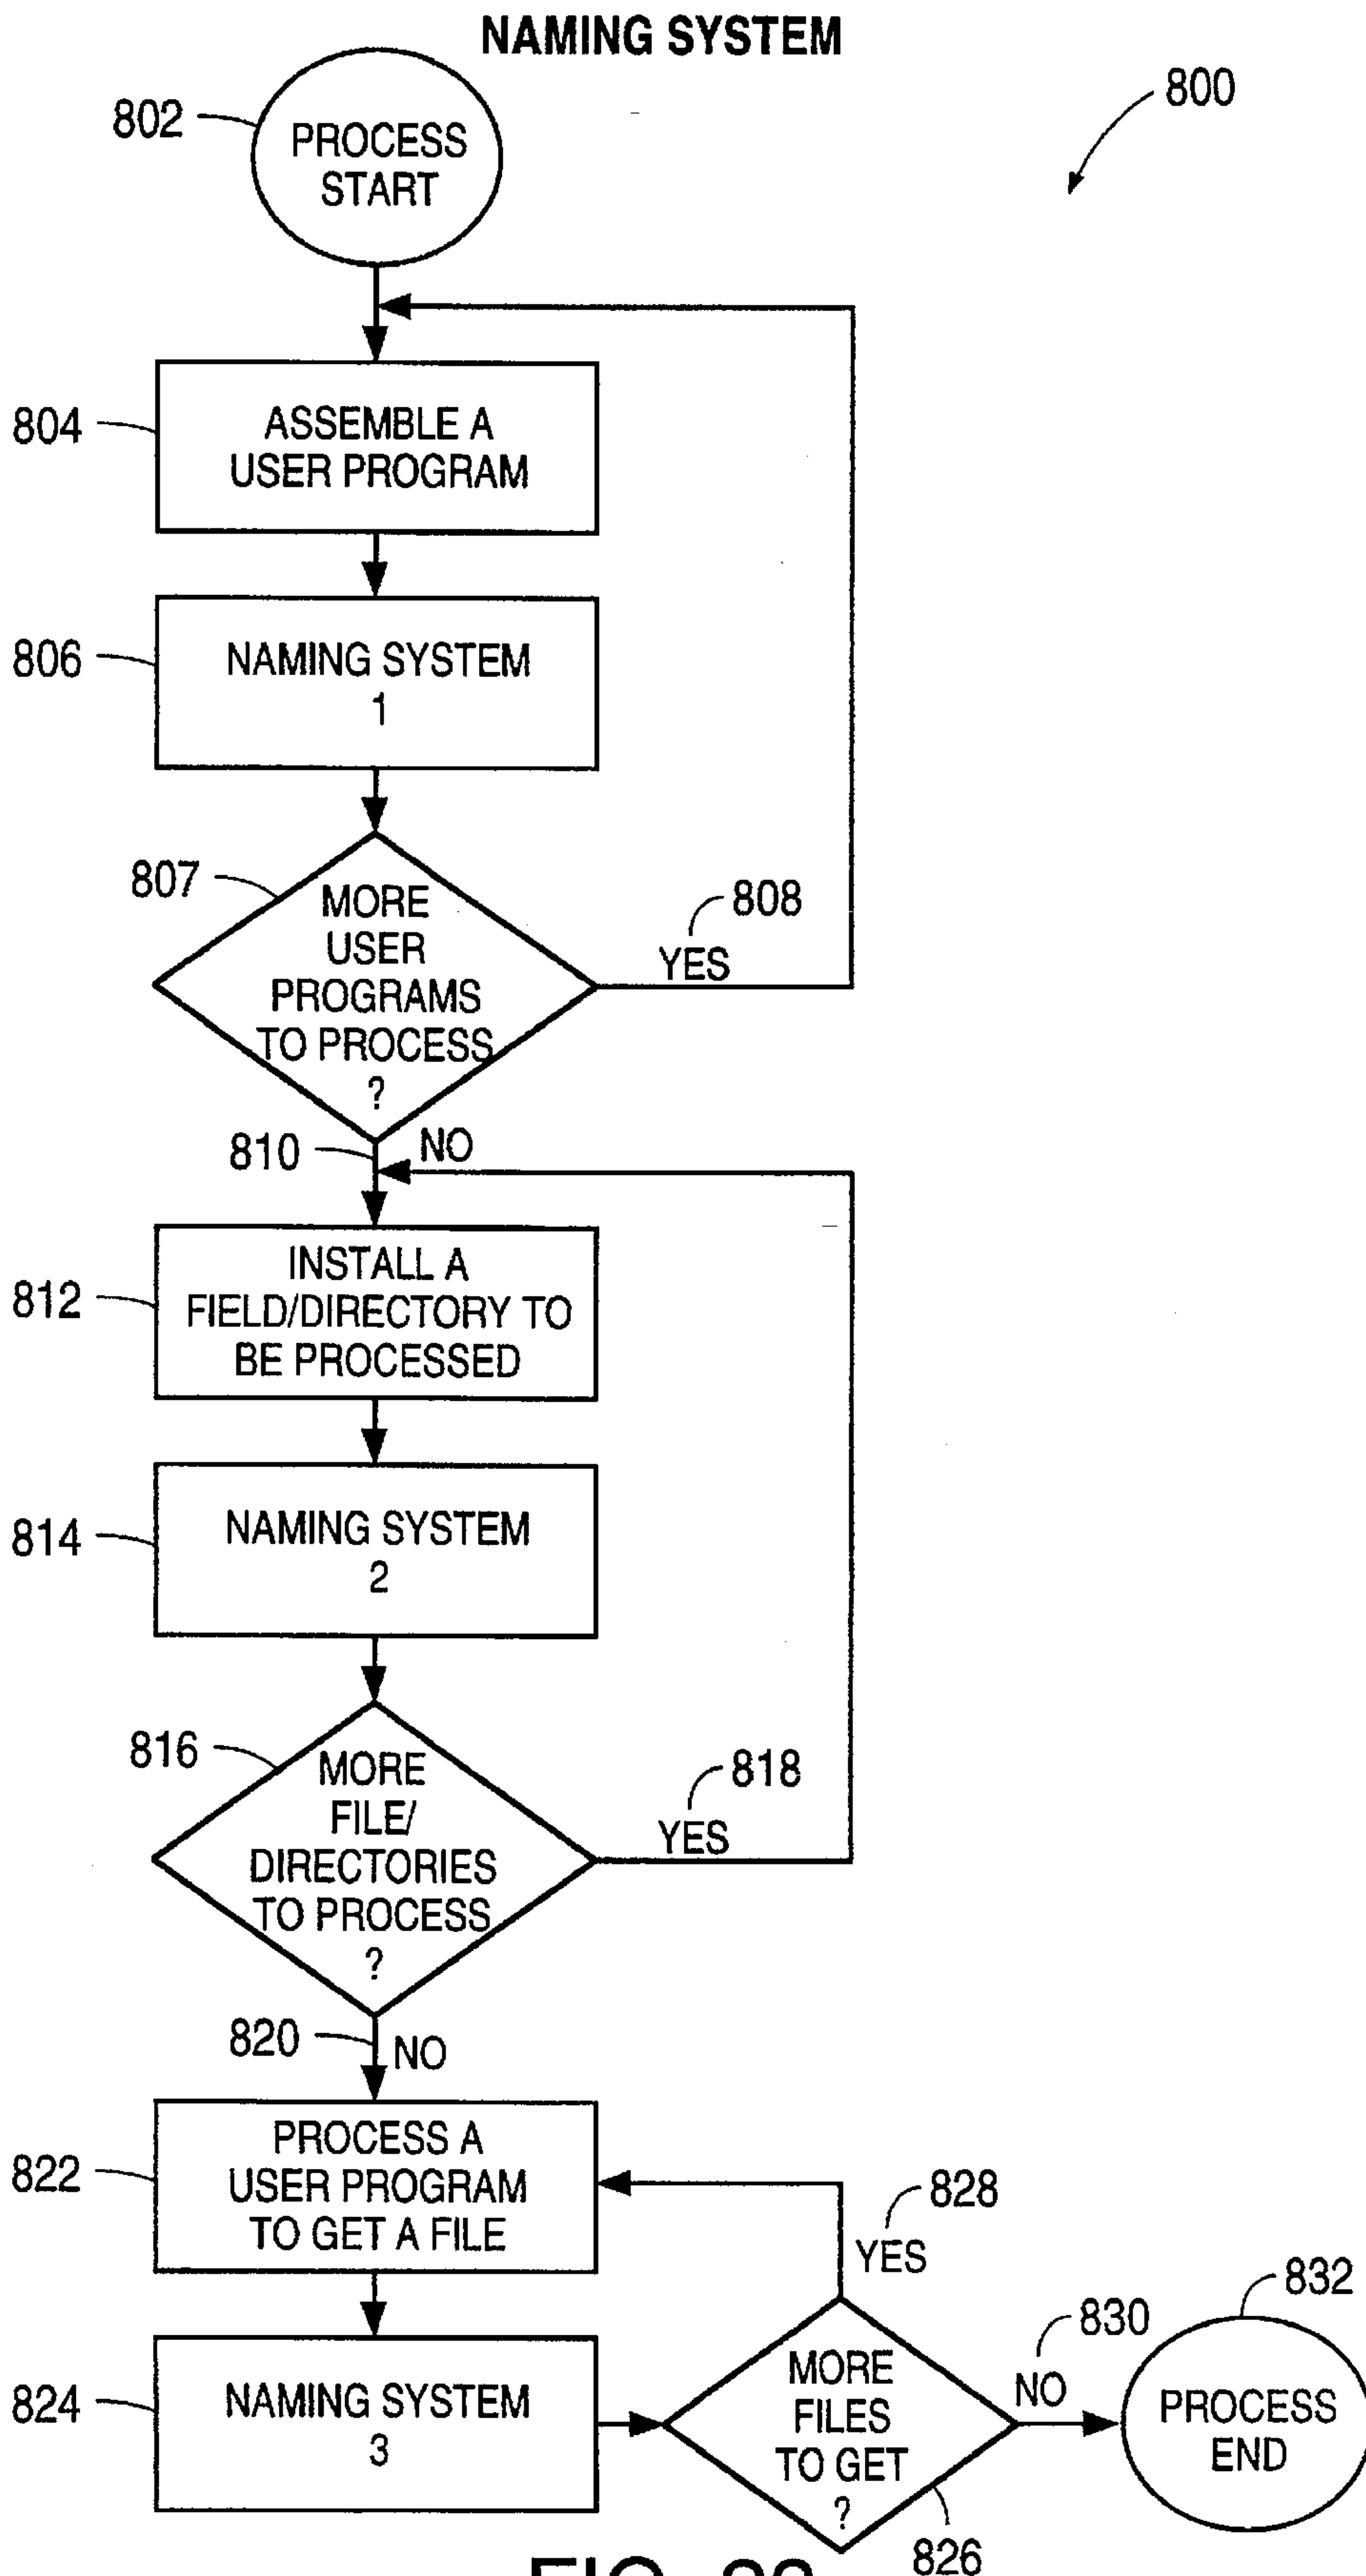 NAMING SYSTEM
800
802
PROCESS
START
804
ASSEMBLE A
USER PROGRAM
806
NAMING SYSTEM
1
807
MORE
USER
PROGRAMS
TO PROCESS
?
808
YES
810
NO
812
INSTALL A
FIELD/DIRECTORY TO
BE PROCESSED
814
NAMING SYSTEM
2
816
MORE
FILE/
DIRECTORIES
TO PROCESS
?
818
YES
820
NO
822
PROCESS A
USER PROGRAM
TO GET A FILE
828
YES
824
NAMING SYSTEM
3
MORE
FILES
TO GET
?
826
830
NO
832
PROCESS
END
FIG.